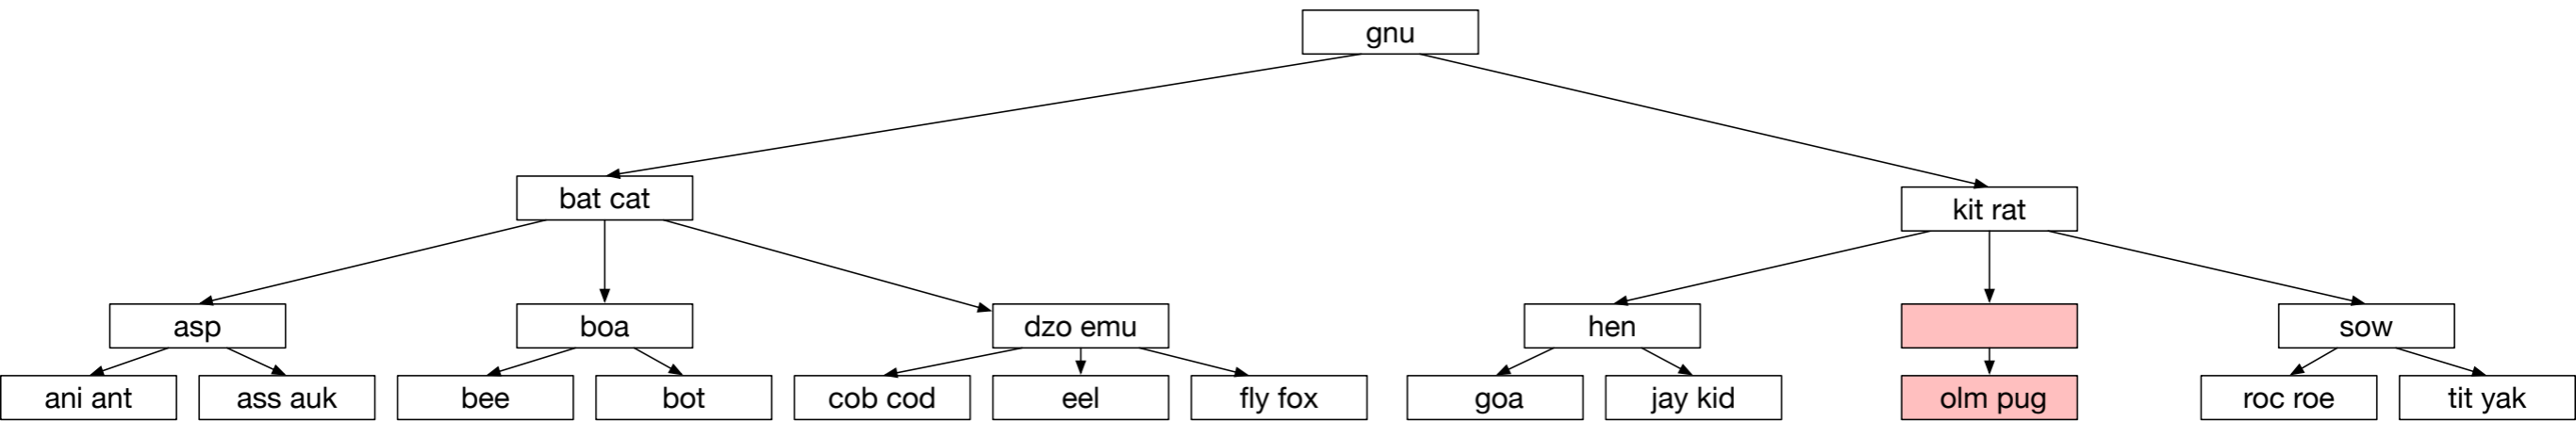 gnu
bat cat
kit rat
asp
boa
dzo emu
hen
sow
ani ant
ass auk
bee
bot
cob cod
eel
fly fox
goa
jay kid
olm pug
roc roe
tit yak